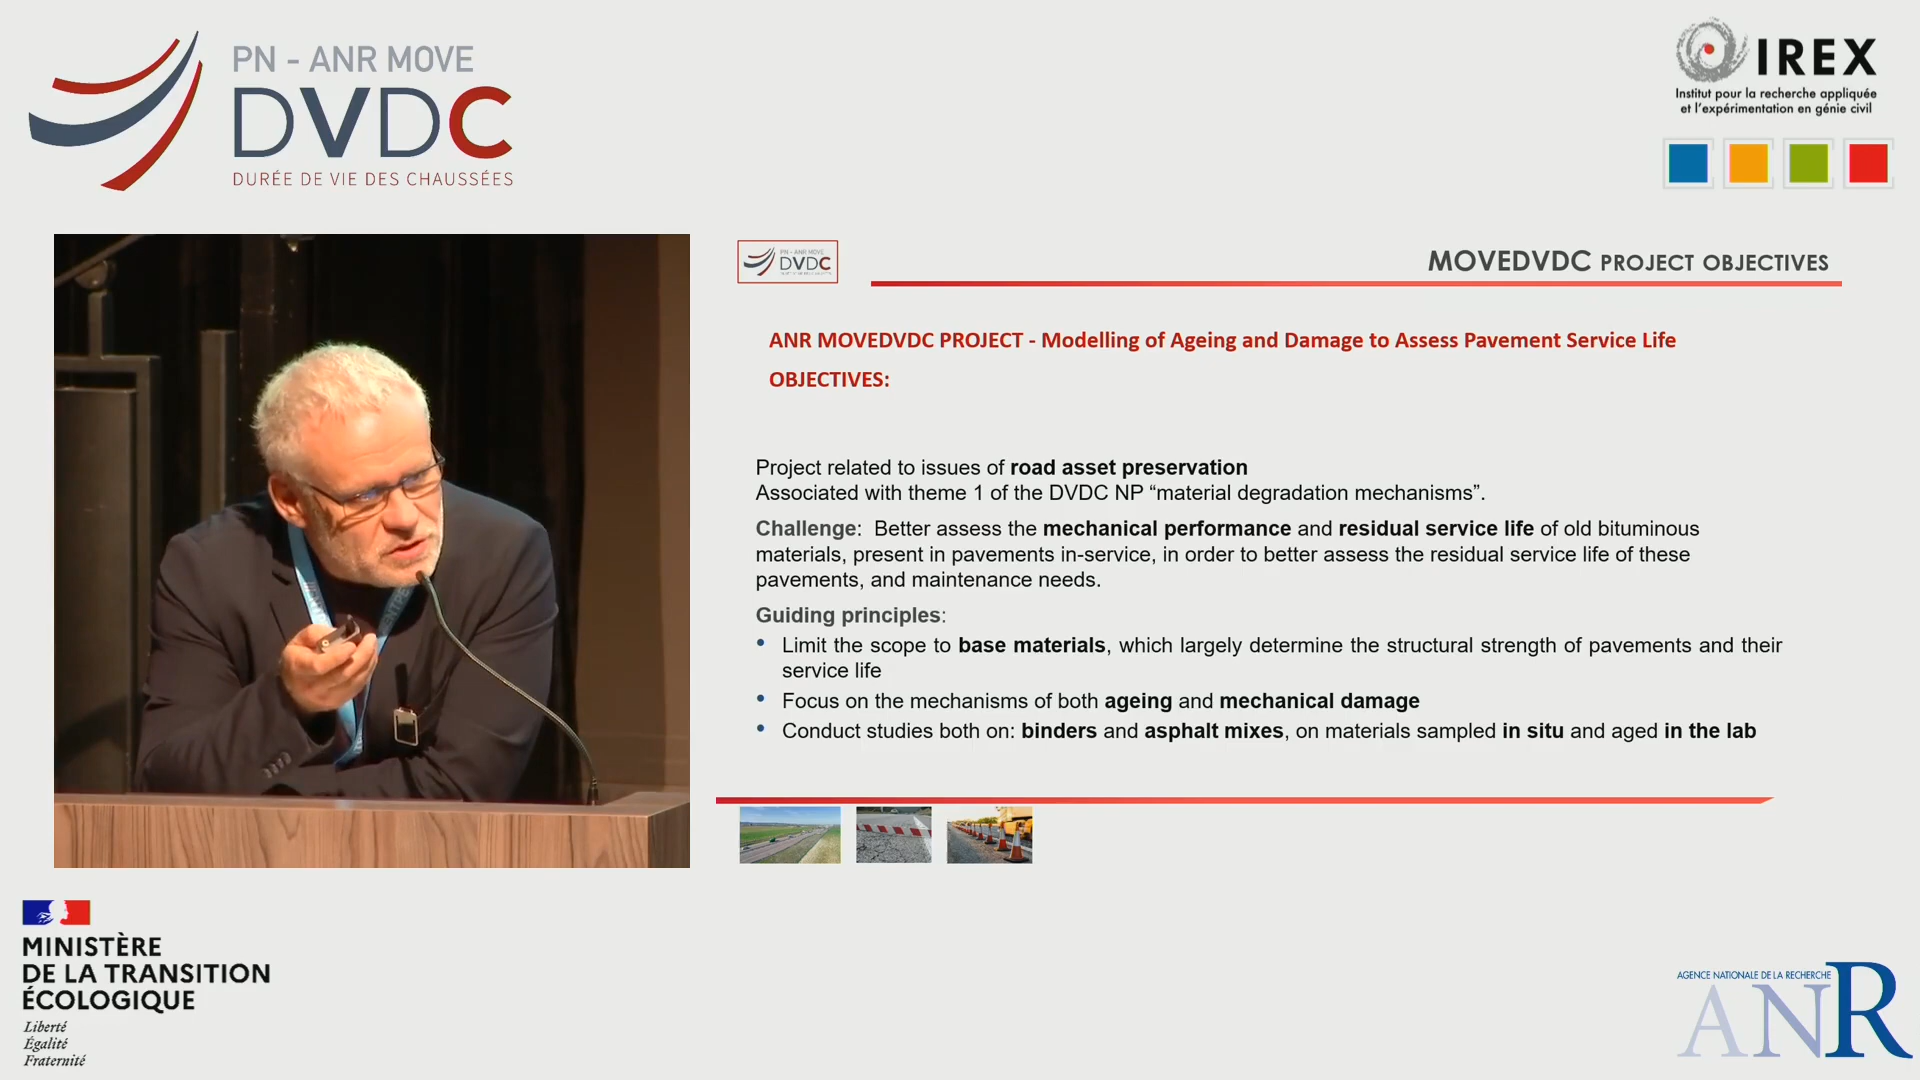 PN - ANR MOVE
DVDC
DURÉE DE VIE DES CHAUSSÉES
IREX
Institut pour la recherche appliquée
et l'expérimentation en génie civil
PN - ANR MOVE
DVDC
MOVEDVDC PROJECT OBJECTIVES
ANR MOVEDVDC PROJECT - Modelling of Ageing and Damage to Assess Pavement Service Life
OBJECTIVES:
Project related to issues of road asset preservation
Associated with theme 1 of the DVDC NP “material degradation mechanisms”.
Challenge: Better assess the mechanical performance and residual service life of old bituminous
materials, present in pavements in-service, in order to better assess the residual service life of these
pavements, and maintenance needs.
Guiding principles:
• Limit the scope to base materials, which largely determine the structural strength of pavements and their
service life
• Focus on the mechanisms of both ageing and mechanical damage
• Conduct studies both on: binders and asphalt mixes, on materials sampled in situ and aged in the lab
MINISTÈRE
DE LA TRANSITION
ÉCOLOGIQUE
Liberté
Égalité
Fraternité
AGENCE NATIONALE DE LA RECHERCHE
ANR